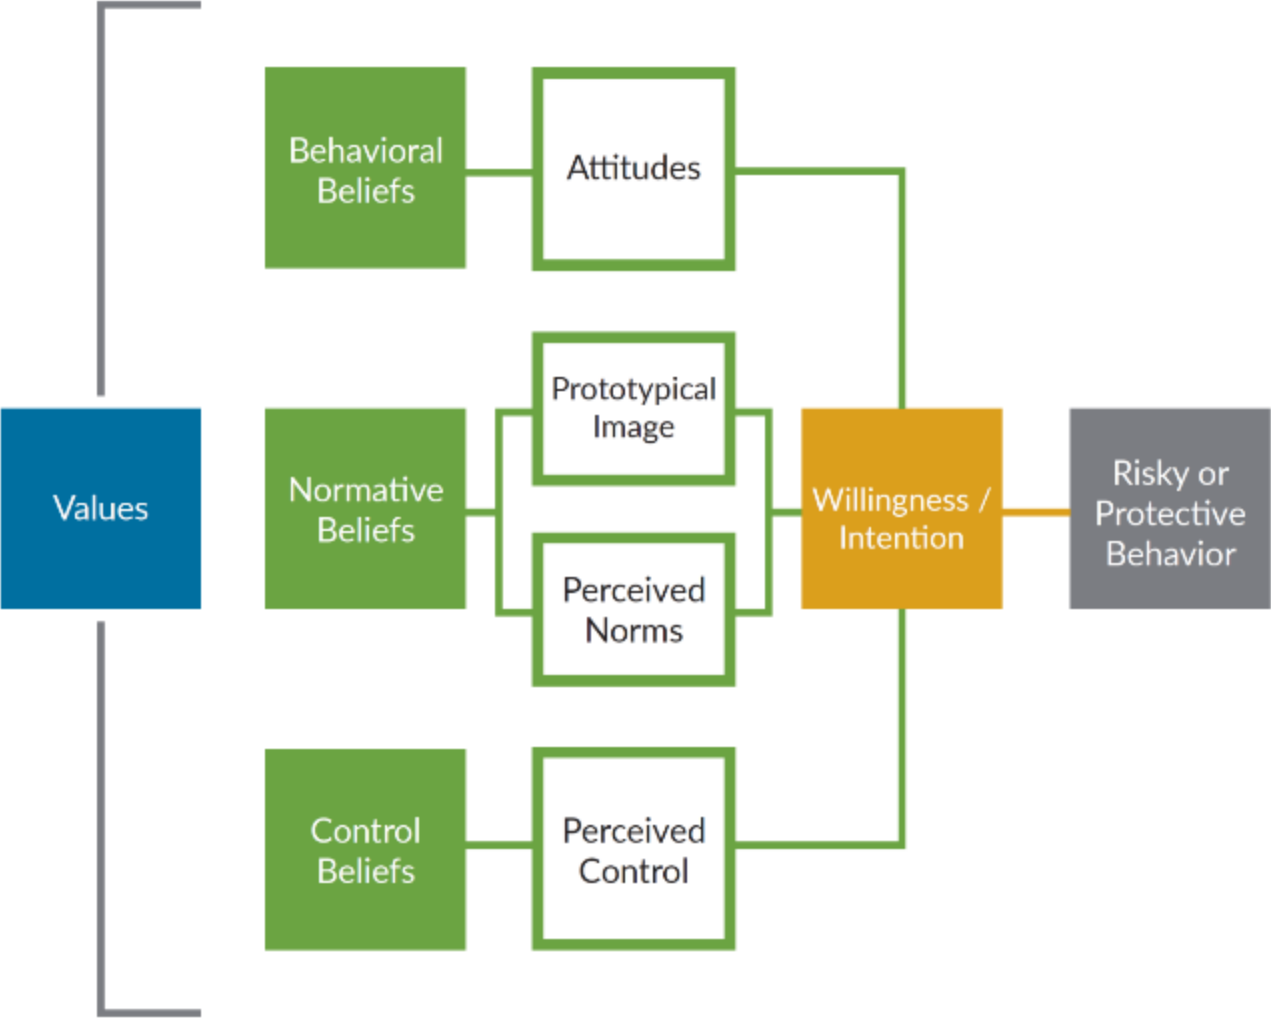 Behavioral
Beliefs
Attitudes
Prototypical
Image
Values
Normative
Beliefs
Willingness /
Intention
Risky or
Protective
Behavior
Perceived
Norms
Control
Beliefs
Perceived
Control